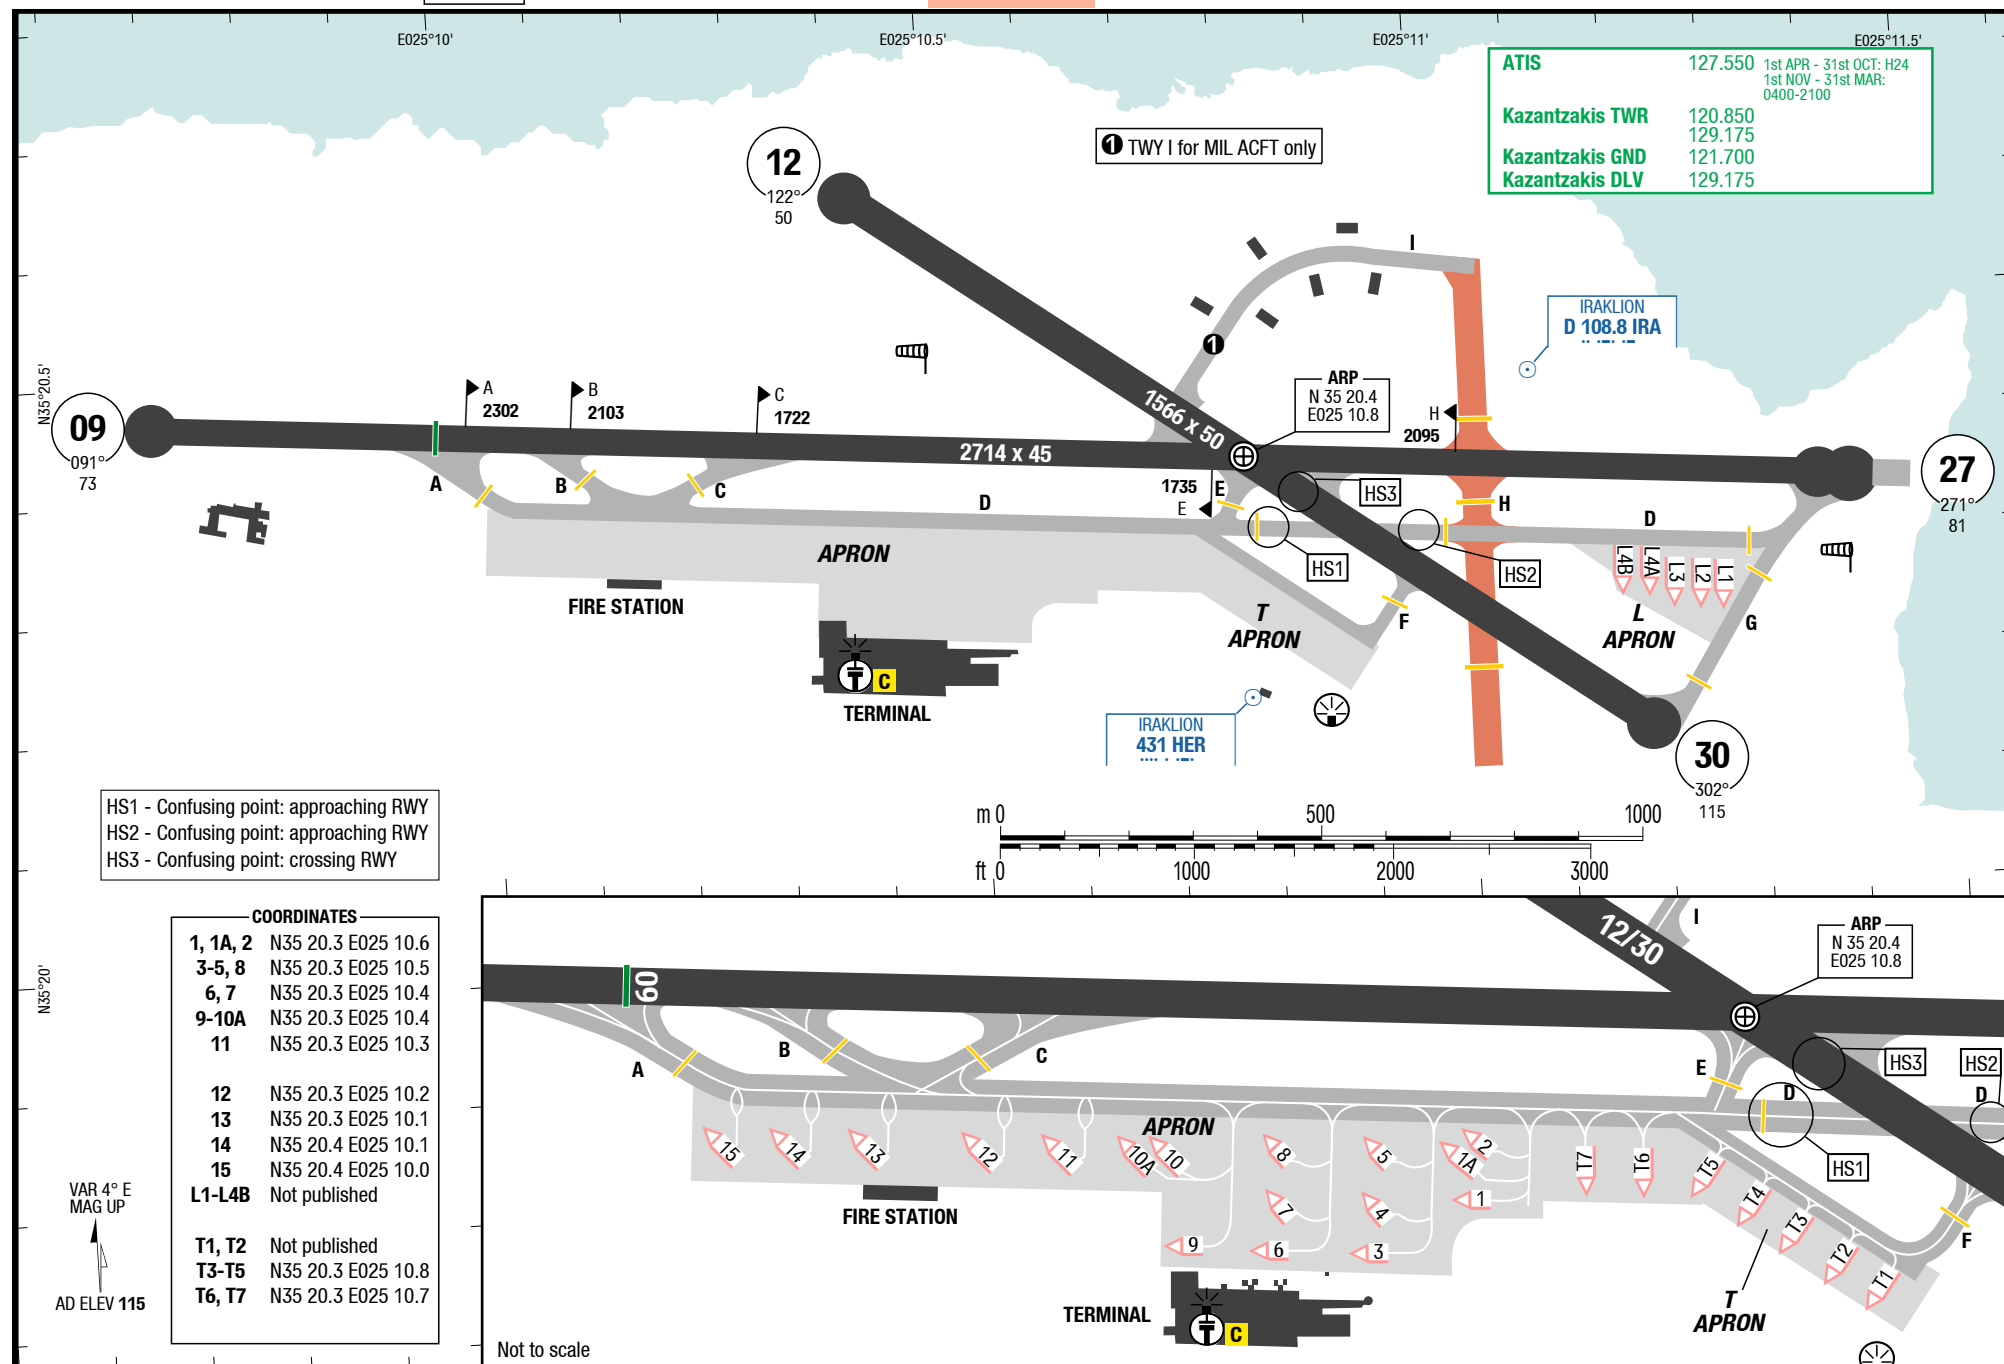 E025°10'
E025°10.5'
E025°11'
E025°11.5'
ATIS 127.550 1st APR - 31st OCT: H24
1st NOV - 31st MAR:
0400-2100
Kazantzakis TWR 120.850
129.175
Kazantzakis GND 121.700
Kazantzakis DLV 129.175
1 TWY I for MIL ACFT only
12
122°
50
I
1
IRAKLION
D 108.8 IRA
N35°20.5'
09
091°
73
A
2302
B
2103
C
1722
ARP
N 35 20.4
E025 10.8
H
2095
1566 x 50
2714 x 45
27
271°
81
A
B
C
D
1735
E
E
HS3
H
D
HS1
HS2
L4B
L4A
L3
L2
L1
APRON
FIRE STATION
T
APRON
F
L
APRON
G
C
TERMINAL
IRAKLION
431 HER
30
302°
115
HS1 - Confusing point: approaching RWY
HS2 - Confusing point: approaching RWY
HS3 - Confusing point: crossing RWY
m 0 500 1000
ft 0 1000 2000 3000
N35°20'
COORDINATES
1, 1A, 2 N35 20.3 E025 10.6
3-5, 8 N35 20.3 E025 10.5
6, 7 N35 20.3 E025 10.4
9-10A N35 20.3 E025 10.4
11 N35 20.3 E025 10.3
12 N35 20.3 E025 10.2
13 N35 20.3 E025 10.1
14 N35 20.4 E025 10.1
15 N35 20.4 E025 10.0
L1-L4B Not published
T1, T2 Not published
T3-T5 N35 20.3 E025 10.8
T6, T7 N35 20.3 E025 10.7
VAR 4° E
MAG UP
AD ELEV 115
09
12/30
I
ARP
N 35 20.4
E025 10.8
A
B
C
E
D
HS3
HS2
D
HS1
APRON
15
14
13
12
11
10A
10
8
5
2
1A
1
7
4
9
6
3
T7
T6
T5
T4
T3
T2
T1
F
FIRE STATION
TERMINAL
C
T
APRON
Not to scale